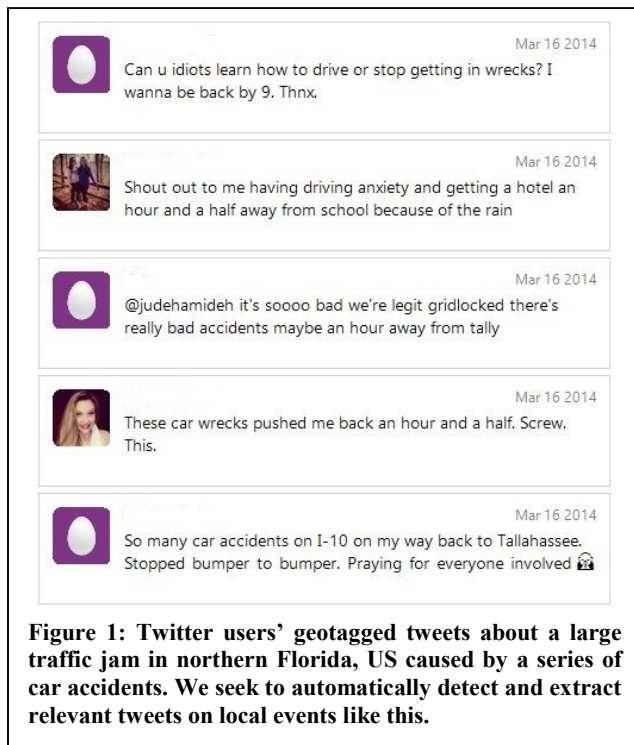 Mar 16 2014
Can u idiots learn how to drive or stop getting in wrecks? I
wanna be back by 9. Thnx.
Mar 16 2014
Shout out to me having driving anxiety and getting a hotel an
hour and a half away from school because of the rain
Mar 16 2014
@judehamideh it's soooo bad we're legit gridlocked there's
really bad accidents maybe an hour away from tally
Mar 16 2014
These car wrecks pushed me back an hour and a half. Screw.
This.
Mar 16 2014
So many car accidents on I-10 on my way back to Tallahassee.
Stopped bumper to bumper. Praying for everyone involved
Figure 1: Twitter users’ geotagged tweets about a large
traffic jam in northern Florida, US caused by a series of
car accidents. We seek to automatically detect and extract
relevant tweets on local events like this.